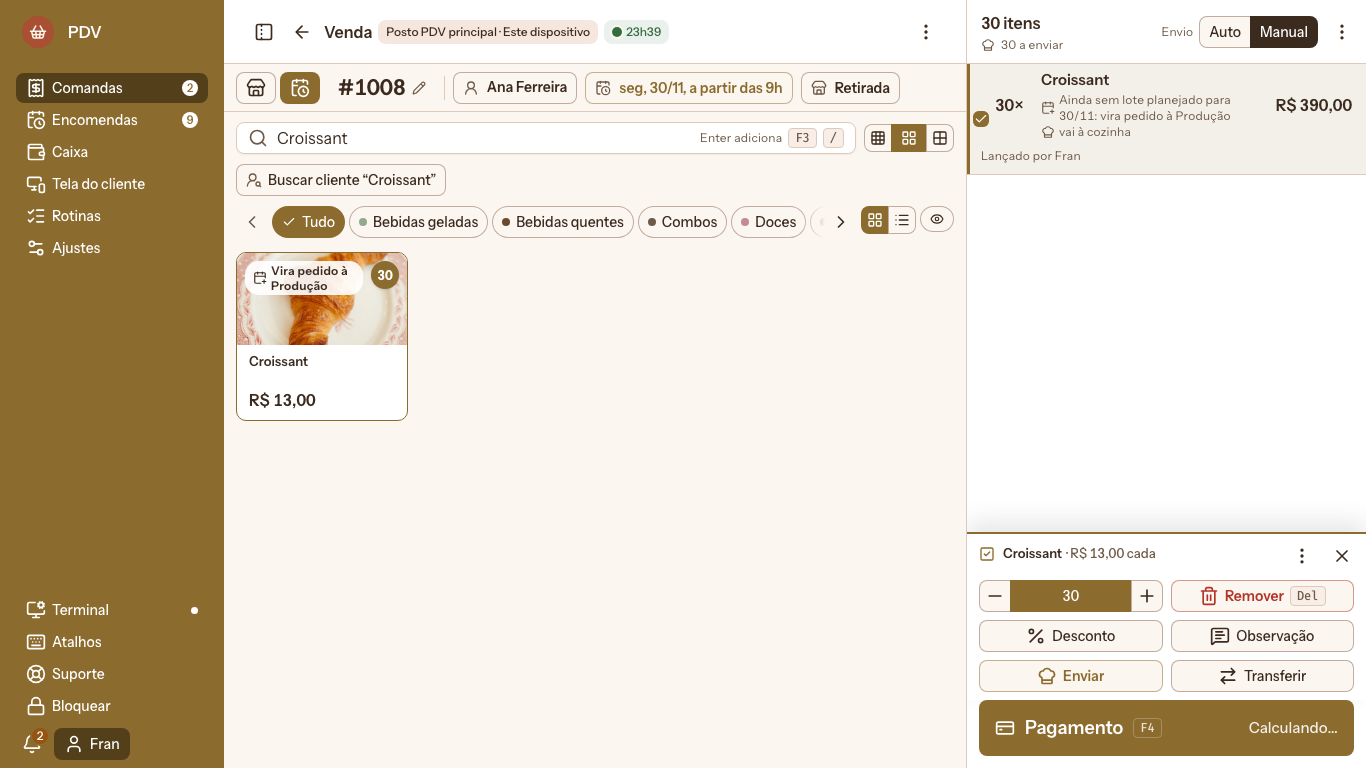 PDV
Comandas 2
Encomendas 9
Caixa
Tela do cliente
Rotinas
Ajustes
Terminal
Atalhos
Suporte
Bloquear
2 Fran
Venda Posto PDV principal · Este dispositivo 23h39
#1008 Ana Ferreira seg, 30/11, a partir das 9h Retirada
Croissant Enter adiciona F3 /
Buscar cliente “Croissant”
Tudo Bebidas geladas Bebidas quentes Combos Doces
Vira pedido à
Produção
30
Croissant
R$ 13,00
30 itens
30 a enviar
Envio Auto Manual
Croissant
30× Ainda sem lote planejado para
30/11: vira pedido à Produção
vai à cozinha
R$ 390,00
Lançado por Fran
Croissant · R$ 13,00 cada
30 Remover Del
Desconto Observação
Enviar Transferir
Pagamento F4 Calculando…